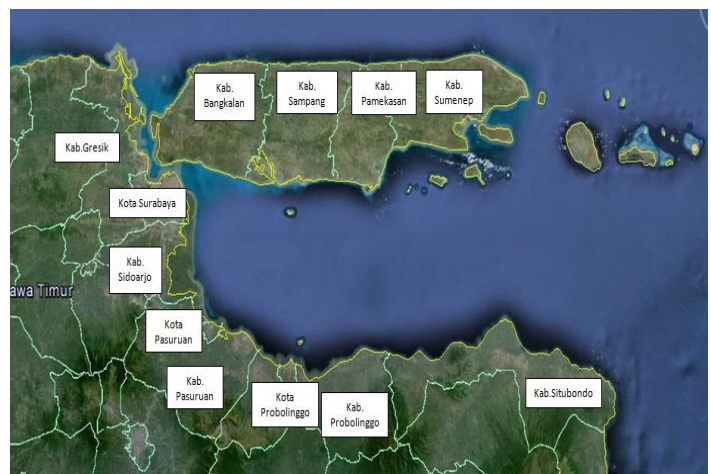 Kab.
Bangkalan
Kab.
Sampang
Kab.
Pamekasan
Kab.
Sumenep
Kab.Gresik
Kota Surabaya
Kab.
Sidoarjo
awa Timur
Kota
Pasuruan
Kab.
Pasuruan
Kota
Probolinggo
Kab.
Probolinggo
Kab.Situbondo